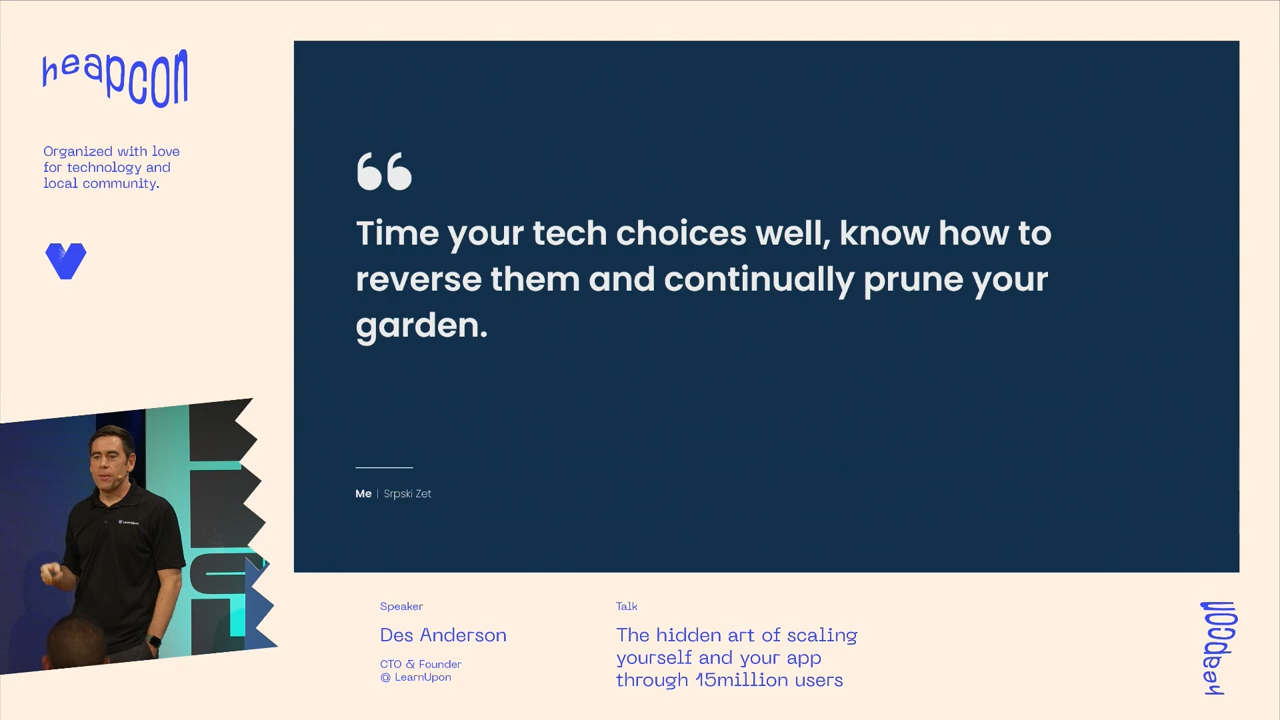 heapcon
Organized with love
for technology and
local community.
Time your tech choices well, know how to
reverse them and continually prune your
garden.
Me | Srpski Zet
LearnUpon
Speaker
Des Anderson
CTO & Founder
@ LearnUpon
Talk
The hidden art of scaling
yourself and your app
through 15million users
heapcon